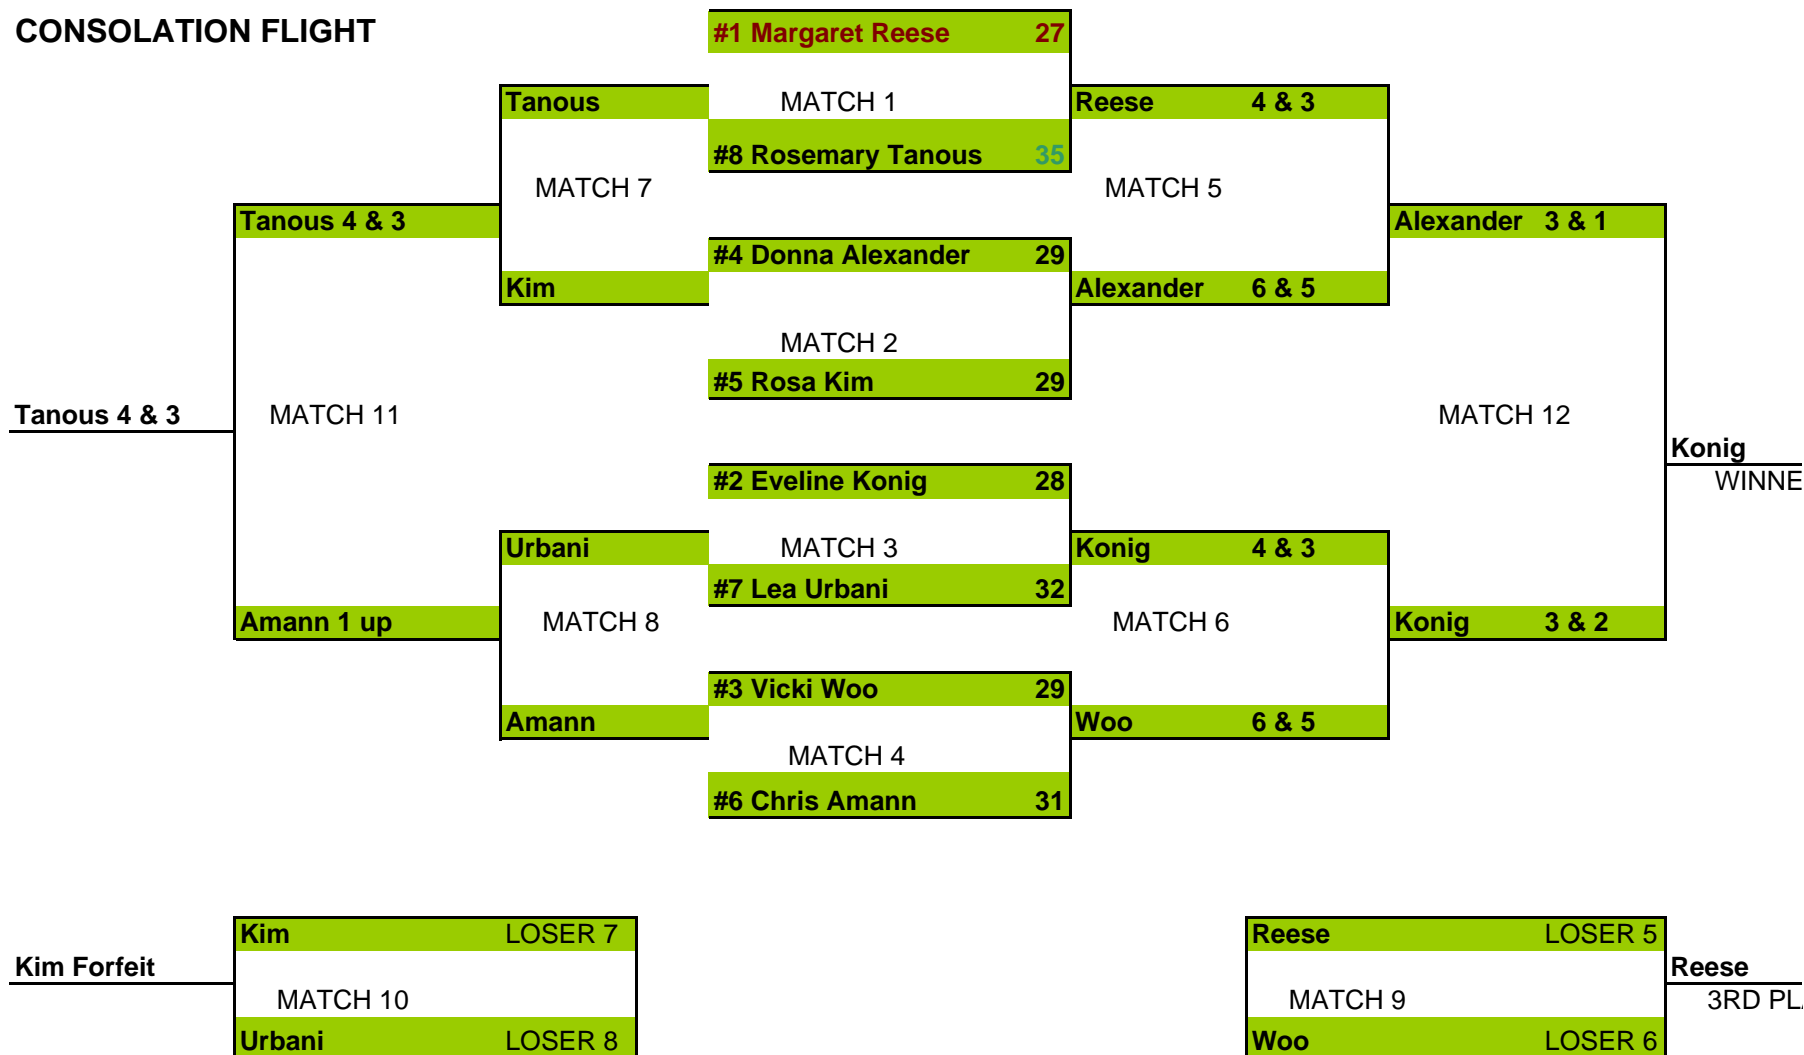 CONSOLATION FLIGHT
#1 Margaret Reese 27
Tanous MATCH 1 Reese 4 & 3
#8 Rosemary Tanous 35
MATCH 7 MATCH 5
Tanous 4 & 3 Alexander 3 & 1
#4 Donna Alexander 29
Kim Alexander 6 & 5
MATCH 2
#5 Rosa Kim 29
Tanous 4 & 3 MATCH 11 MATCH 12
Konig
#2 Eveline Konig 28 WINNE
Urbani MATCH 3 Konig 4 & 3
#7 Lea Urbani 32
Amann 1 up MATCH 8 MATCH 6 Konig 3 & 2
#3 Vicki Woo 29
Amann Woo 6 & 5
MATCH 4
#6 Chris Amann 31
Kim LOSER 7 Reese LOSER 5
Kim Forfeit Reese
MATCH 10 MATCH 9 3RD PLA
Urbani LOSER 8 Woo LOSER 6